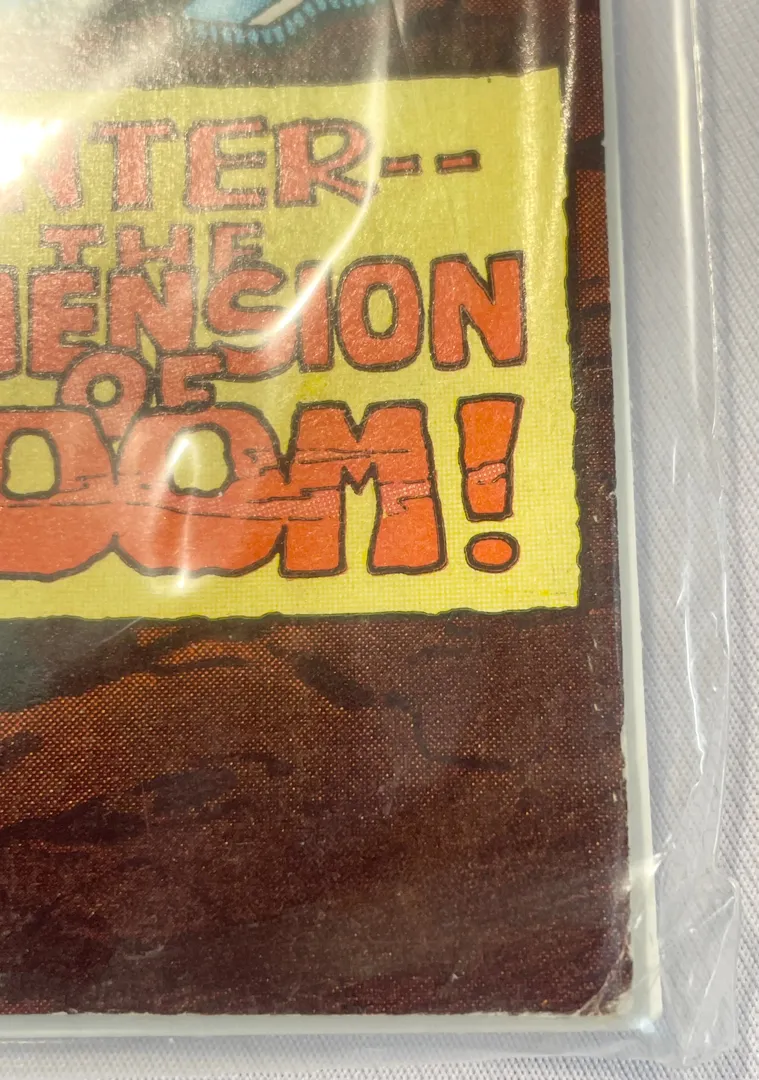 NTER--
THE
MENSION
OF
OOM!